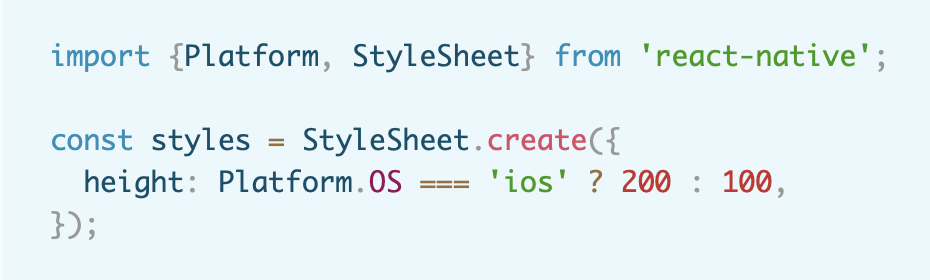 import {Platform, StyleSheet} from 'react-native';
const styles = StyleSheet.create({
  height: Platform.OS === 'ios' ? 200 : 100,
});